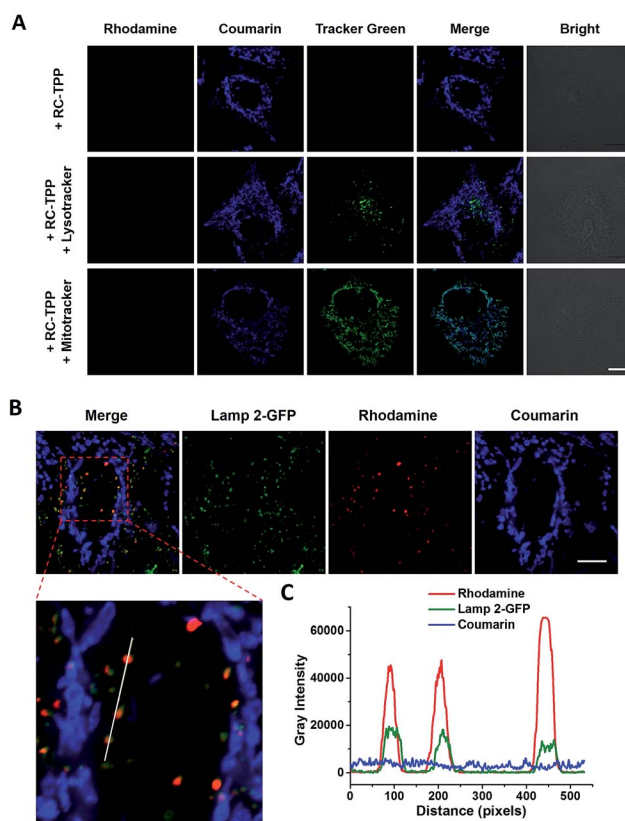 A
Rhodamine Coumarin Tracker Green Merge Bright
+ RC-TPP
+ RC-TPP
+ Lysotracker
+ RC-TPP
+ Mitotracker
B
Merge Lamp 2-GFP Rhodamine Coumarin
C
Rhodamine
Lamp 2-GFP
Coumarin
60000
40000
20000
0
Gray Intensity
0 100 200 300 400 500
Distance (pixels)